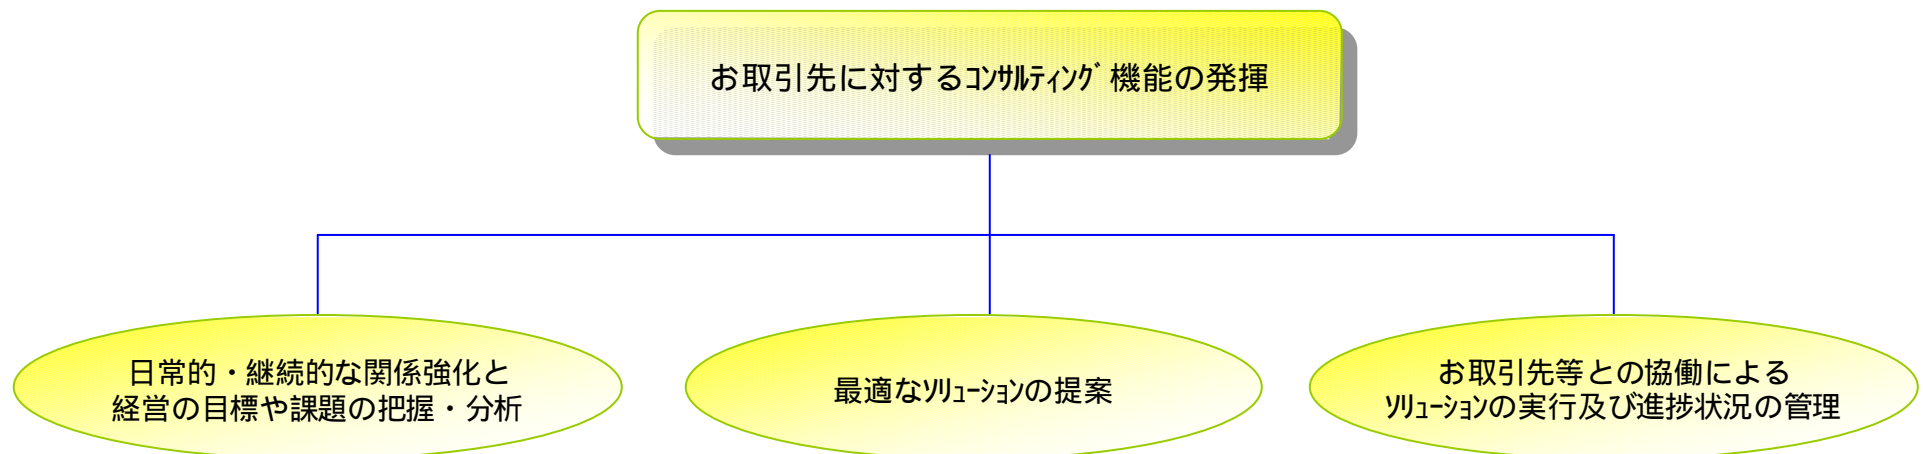 お取引先に対するｺﾝｻﾙﾃｨﾝｸﾞ機能の発揮
日常的・継続的な関係強化と
経営の目標や課題の把握・分析
最適なｿﾘｭｰｼｮﾝの提案
お取引先等との協働による
ｿﾘｭｰｼｮﾝの実行及び進捗状況の管理